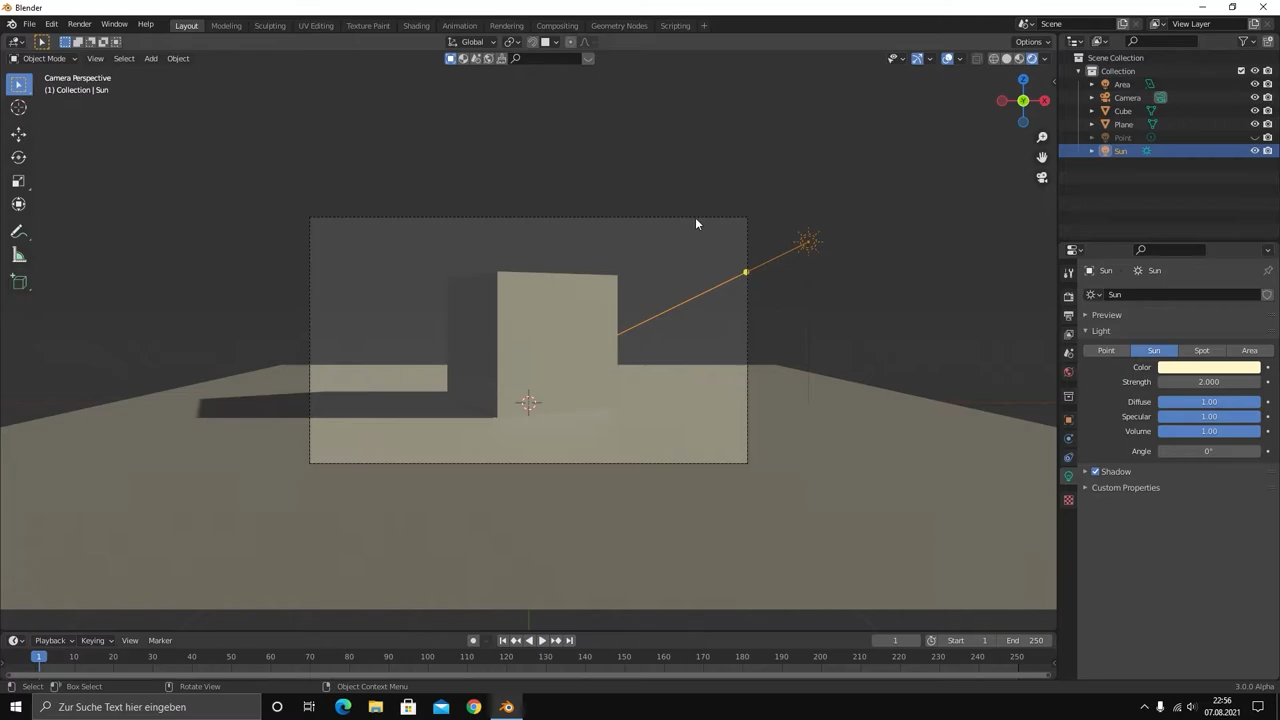 Blender
File Edit Render Window Help Layout Modeling Sculpting UV Editing Texture Paint Shading Animation Rendering Compositing Geometry Nodes Scripting + Scene View Layer
Global Options
Object Mode View Select Add Object
Camera Perspective
(1) Collection | Sun
Z
Y
X
Scene Collection
Collection
Area
Camera
Cube
Plane
Point
Sun
Sun Sun
Sun
Preview
Light
Point Sun Spot Area
Color
Strength 2.000
Diffuse 1.00
Specular 1.00
Volume 1.00
Angle 0°
Shadow
Custom Properties
Playback Keying View Marker 1 Start 1 End 250
1 10 20 30 40 50 60 70 80 90 100 110 120 130 140 150 160 170 180 190 200 210 220 230 240 250
Select Box Select Rotate View Object Context Menu 3.0.0 Alpha
Zur Suche Text hier eingeben
22:56
07.08.2021